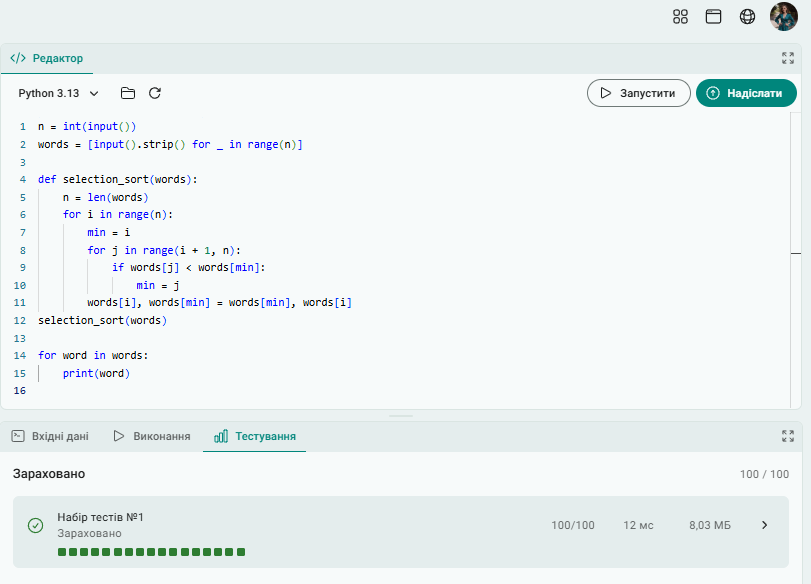 </> Редактор
Python 3.13
Запустити
Надіслати
1 n = int(input())
2 words = [input().strip() for _ in range(n)]
3
4 def selection_sort(words):
5     n = len(words)
6     for i in range(n):
7         min = i
8         for j in range(i + 1, n):
9             if words[j] < words[min]:
10                 min = j
11         words[i], words[min] = words[min], words[i]
12 selection_sort(words)
13
14 for word in words:
15     print(word)
16
Вхідні дані
Виконання
Тестування
Зараховано
100 / 100
Набір тестів №1
Зараховано
100/100
12 мс
8,03 МБ